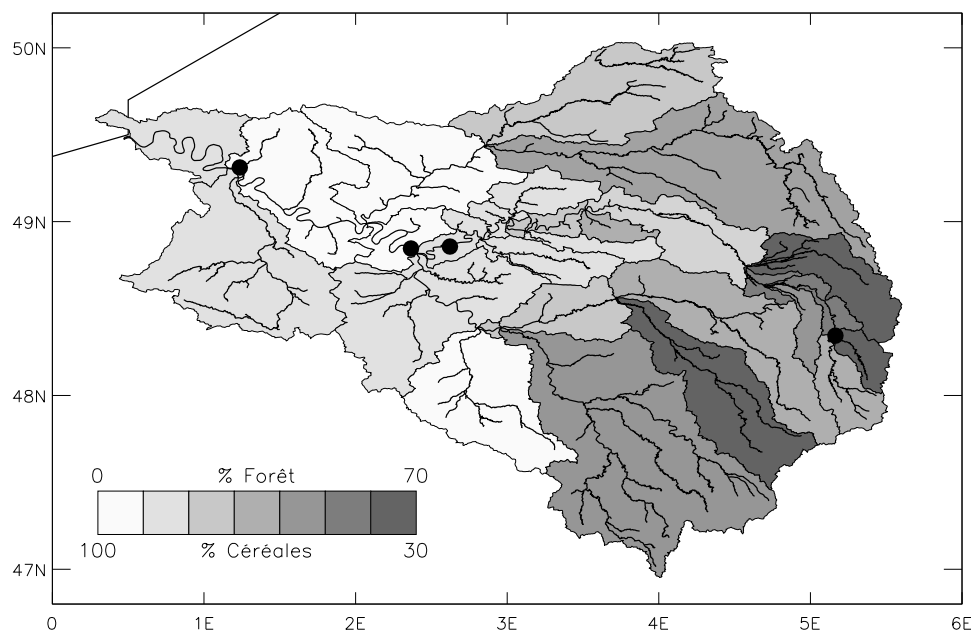 50N
49N
48N
47N
0 % Forêt 70
100 % Céréales 30
0 1E 2E 3E 4E 5E 6E